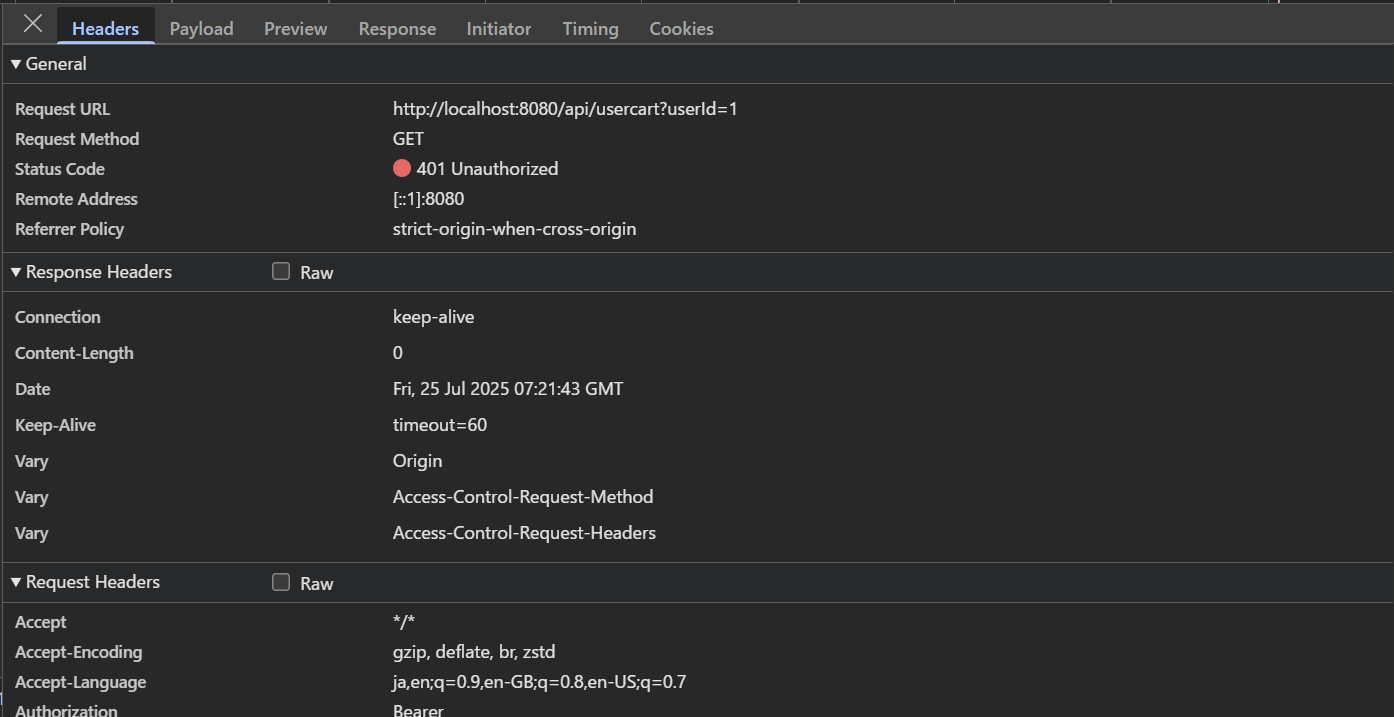 Headers Payload Preview Response Initiator Timing Cookies
General
Request URL http://localhost:8080/api/usercart?userId=1
Request Method GET
Status Code 401 Unauthorized
Remote Address [::1]:8080
Referrer Policy strict-origin-when-cross-origin
Response Headers Raw
Connection keep-alive
Content-Length 0
Date Fri, 25 Jul 2025 07:21:43 GMT
Keep-Alive timeout=60
Vary Origin
Vary Access-Control-Request-Method
Vary Access-Control-Request-Headers
Request Headers Raw
Accept */*
Accept-Encoding gzip, deflate, br, zstd
Accept-Language ja,en;q=0.9,en-GB;q=0.8,en-US;q=0.7
Authorization Bearer